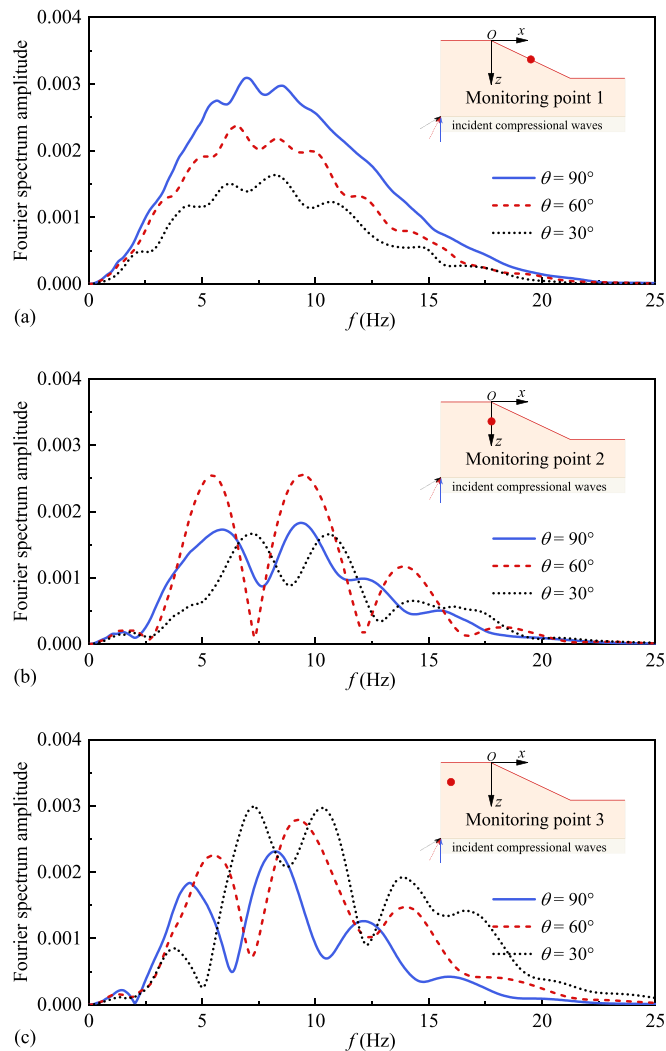 0.004
0.003
0.002
0.001
0.000
Fourier spectrum amplitude
O x
z
Monitoring point 1
incident compressional waves
θ = 90°
θ = 60°
θ = 30°
0 5 10 15 20 25
(a) f (Hz)
0.004
0.003
0.002
0.001
0.000
Fourier spectrum amplitude
O x
z
Monitoring point 2
incident compressional waves
θ = 90°
θ = 60°
θ = 30°
0 5 10 15 20 25
(b) f (Hz)
0.004
0.003
0.002
0.001
0.000
Fourier spectrum amplitude
O x
z
Monitoring point 3
incident compressional waves
θ = 90°
θ = 60°
θ = 30°
0 5 10 15 20 25
(c) f (Hz)